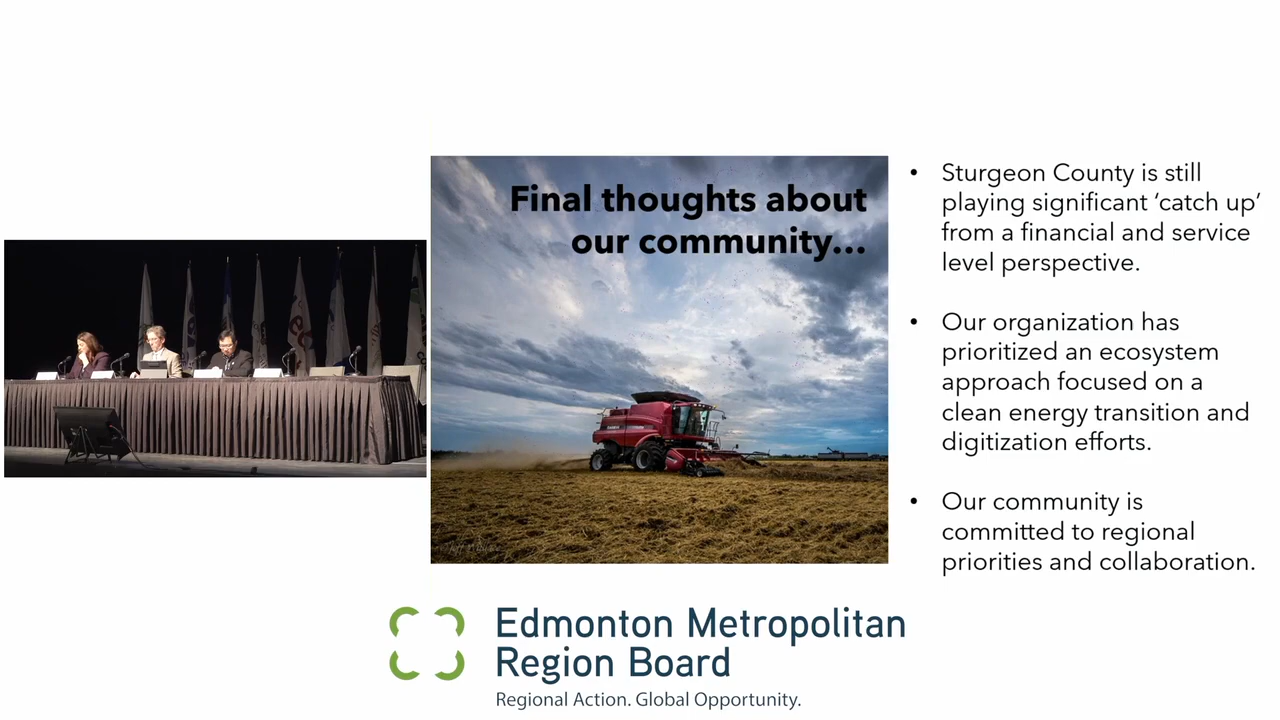 Final thoughts about
our community...
• Sturgeon County is still
playing significant ‘catch up’
from a financial and service
level perspective.
• Our organization has
prioritized an ecosystem
approach focused on a
clean energy transition and
digitization efforts.
• Our community is
committed to regional
priorities and collaboration.
Edmonton Metropolitan
Region Board
Regional Action. Global Opportunity.